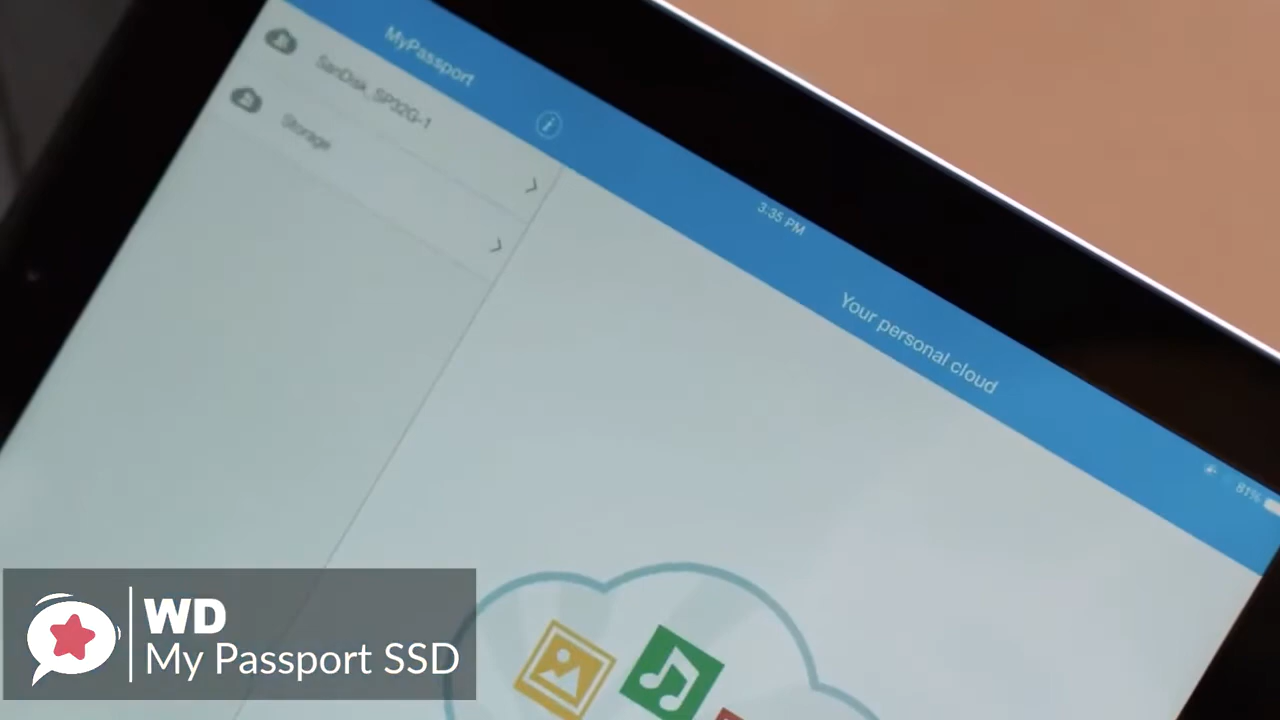 MyPassport
SanDisk_SP32G-1
Storage
3:35 PM
Your personal cloud
81%
WD
My Passport SSD